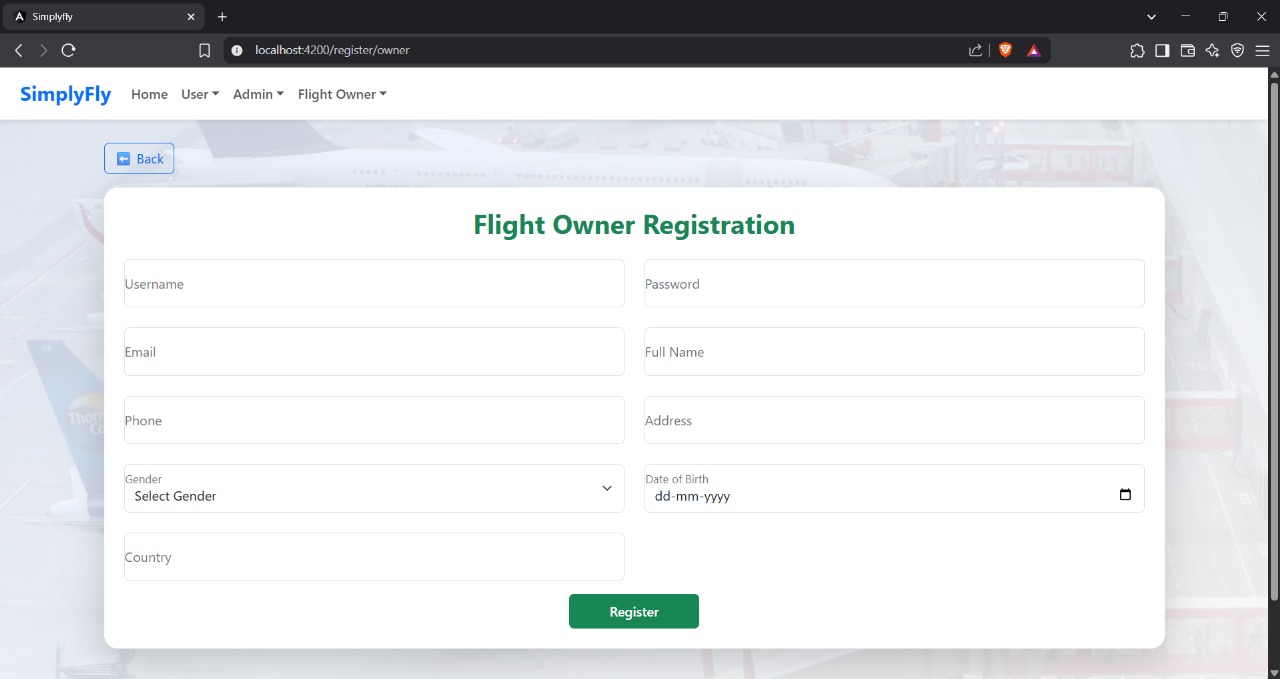 Simplyfly
localhost:4200/register/owner
SimplyFly Home User Admin Flight Owner
Back
Flight Owner Registration
Username Password
Email Full Name
Phone Address
Gender Date of Birth
Select Gender dd-mm-yyyy
Country
Register